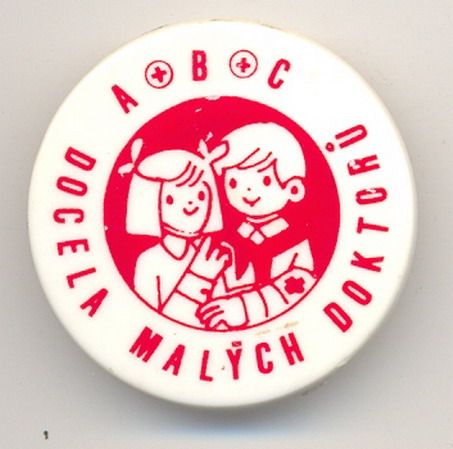 A B C
DOCELA MALÝCH DOKTORŮ